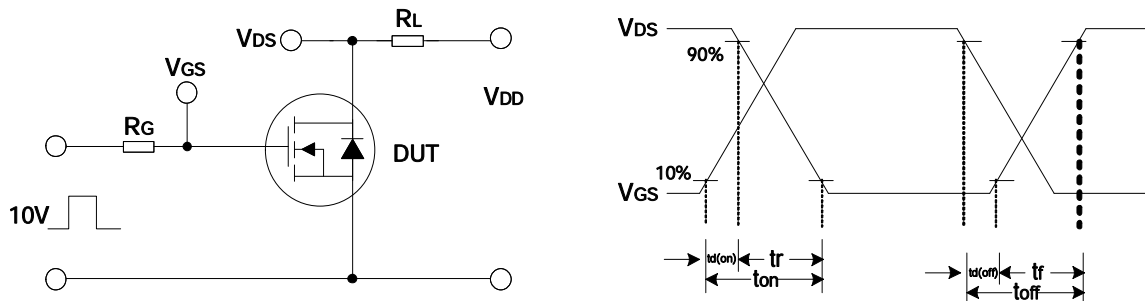 VDS
RL
VGS
VDD
RG
DUT
10V
VDS
90%
10%
VGS
td(on)
tr
ton
td(off)
tf
toff